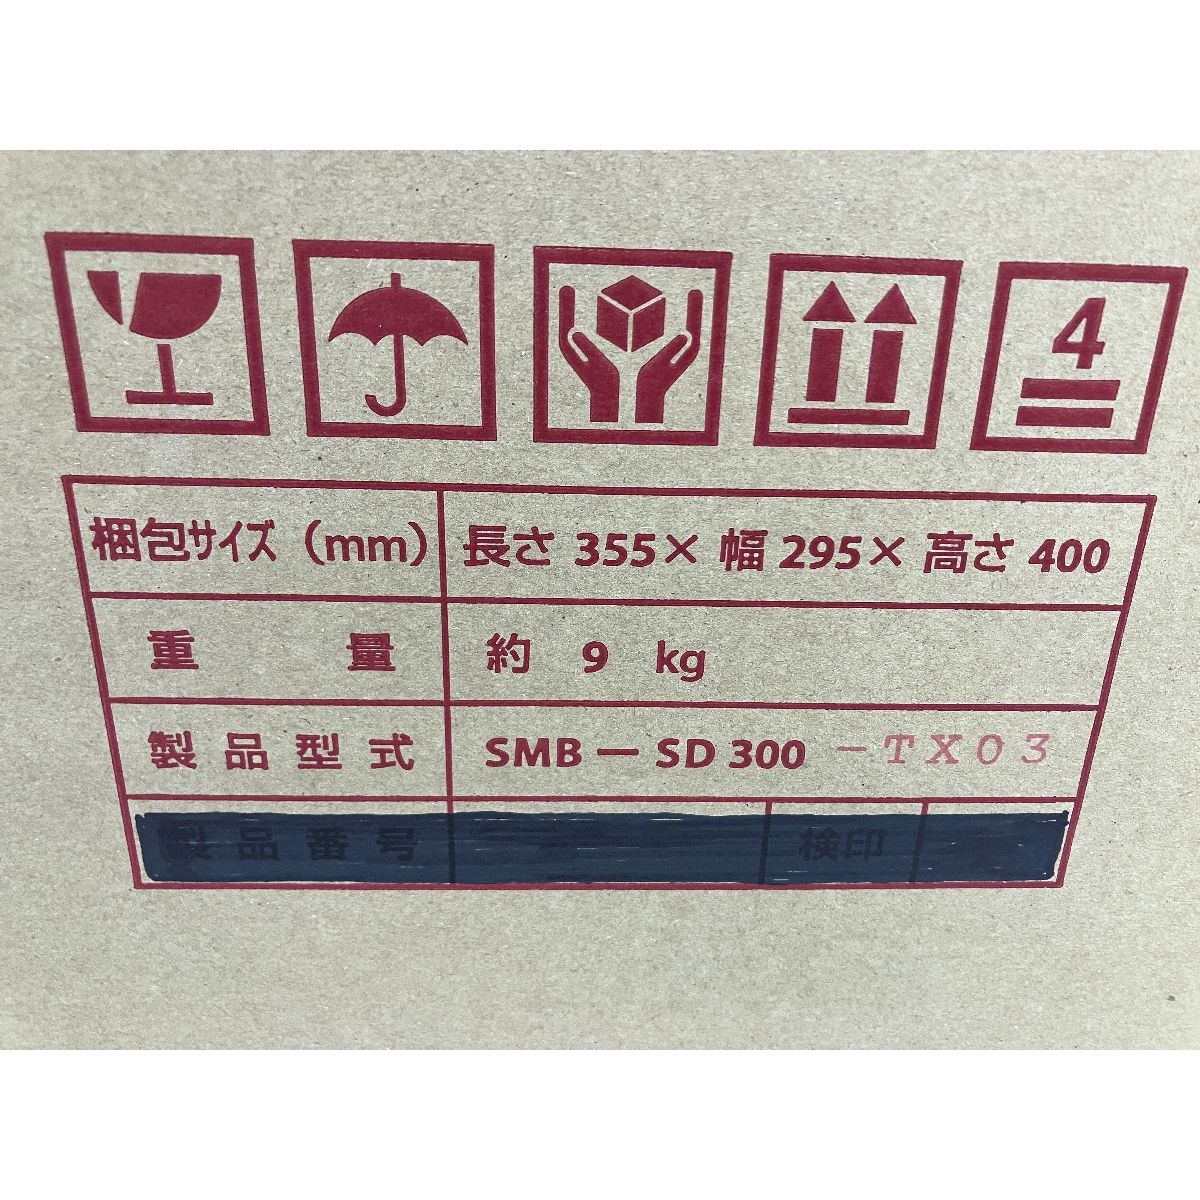 4
梱包サイズ（mm） 長さ 355× 幅 295× 高さ 400
重量 約 9 kg
製品型式 SMB － SD 300 -TX03
製品番号 検印